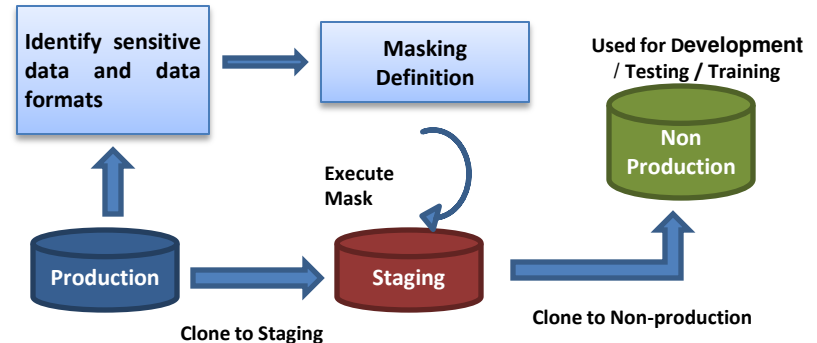 Identify sensitive
data and data
formats
Masking
Definition
Used for Development
/ Testing / Training
Non
Production
Execute
Mask
Production
Staging
Clone to Staging
Clone to Non-production